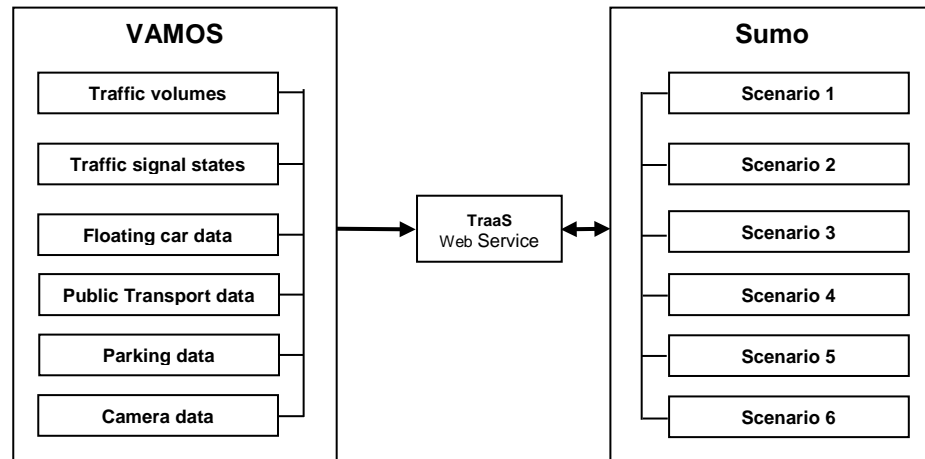 VAMOS
Traffic volumes
Traffic signal states
Floating car data
Public Transport data
Parking data
Camera data
TraaS
Web Service
Sumo
Scenario 1
Scenario 2
Scenario 3
Scenario 4
Scenario 5
Scenario 6